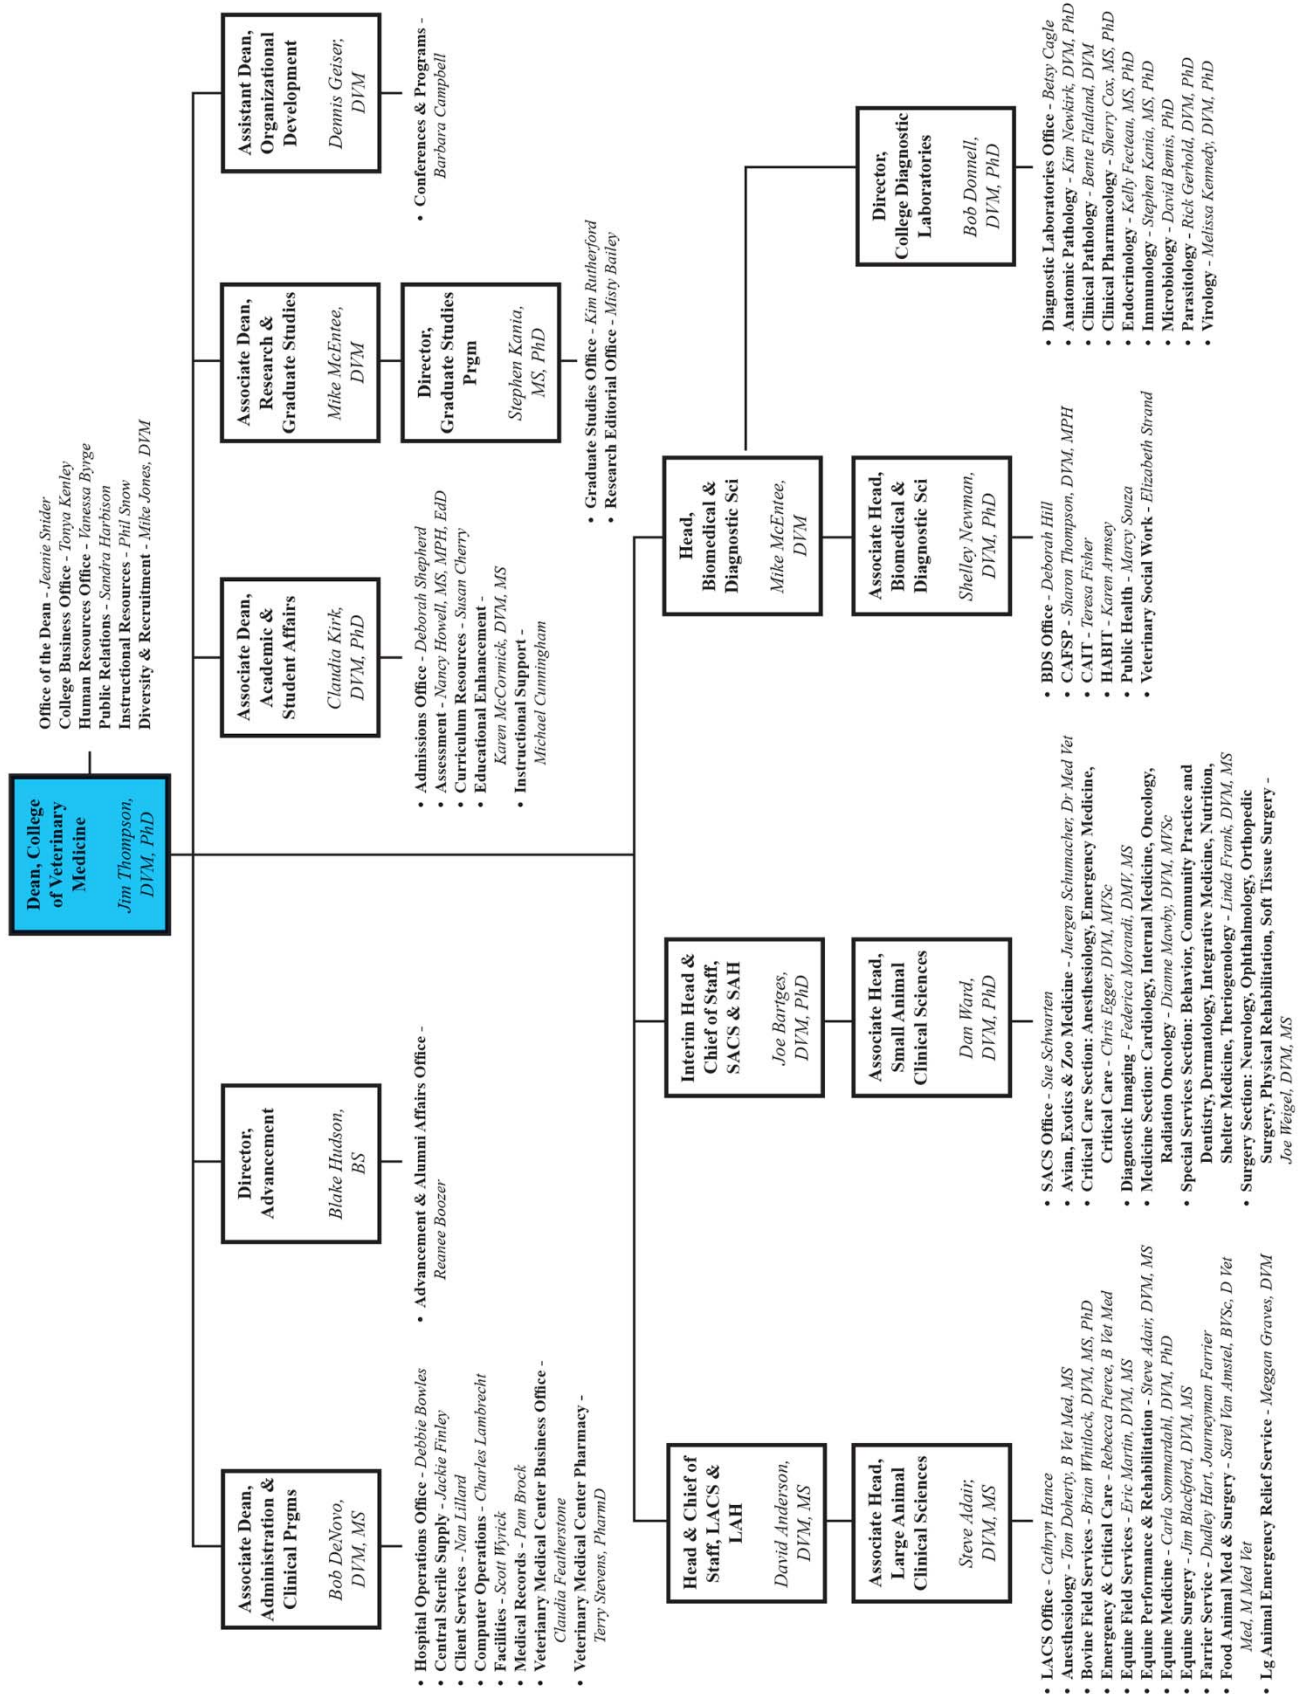 Dean, College
of Veterinary
Medicine
Jim Thompson,
DVM, PhD
Office of the Dean - Jeanie Snider
College Business Office - Tonya Kenley
Human Resources Office - Vanessa Byrge
Public Relations - Sandra Harbison
Instructional Resources - Phil Snow
Diversity & Recruitment - Mike Jones, DVM
Associate Dean,
Administration &
Clinical Prgms
Bob DeNovo,
DVM, MS
• Hospital Operations Office - Debbie Bowles
• Central Sterile Supply - Jackie Finley
• Client Services - Nan Lillard
• Computer Operations - Charles Lambrecht
• Facilities - Scott Wyrick
• Medical Records - Pam Brock
• Veterianry Medical Center Business Office -
Claudia Featherstone
• Veterinary Medical Center Pharmacy -
Terry Stevens, PharmD
Director,
Advancement
Blake Hudson,
BS
• Advancement & Alumni Affairs Office -
Reanee Boozer
Associate Dean,
Academic &
Student Affairs
Claudia Kirk,
DVM, PhD
• Admissions Office - Deborah Shepherd
• Assessment - Nancy Howell, MS, MPH, EdD
• Curriculum Resources - Susan Cherry
• Educational Enhancement -
Karen McCormick, DVM, MS
• Instructional Support -
Michael Cunningham
Associate Dean,
Research &
Graduate Studies
Mike McEntee,
DVM
Director,
Graduate Studies
Prgm
Stephen Kania,
MS, PhD
• Graduate Studies Office - Kim Rutherford
• Research Editorial Office - Misty Bailey
Assistant Dean,
Organizational
Development
Dennis Geiser,
DVM
• Conferences & Programs -
Barbara Campbell
Head & Chief of
Staff, LACS &
LAH
David Anderson,
DVM, MS
Associate Head,
Large Animal
Clinical Sciences
Steve Adair,
DVM, MS
• LACS Office - Cathryn Hance
• Anesthesiology - Tom Doherty, B Vet Med, MS
• Bovine Field Services - Brian Whitlock, DVM, MS, PhD
• Emergency & Critical Care - Rebecca Pierce, B Vet Med
• Equine Field Services - Eric Martin, DVM, MS
• Equine Performance & Rehabilitation - Steve Adair, DVM, MS
• Equine Medicine - Carla Sommardahl, DVM, PhD
• Equine Surgery - Jim Blackford, DVM, MS
• Farrier Service - Dudley Hart, Journeyman Farrier
• Food Animal Med & Surgery - Sarel Van Amstel, BVSc, D Vet
Med, M Med Vet
• Lg Animal Emergency Relief Service - Meggan Graves, DVM
Interim Head &
Chief of Staff,
SACS & SAH
Joe Bartges,
DVM, PhD
Associate Head,
Small Animal
Clinical Sciences
Dan Ward,
DVM, PhD
• SACS Office - Sue Schwarten
• Avian, Exotics & Zoo Medicine - Juergen Schumacher, Dr Med Vet
• Critical Care Section: Anesthesiology, Emergency Medicine,
Critical Care - Chris Egger, DVM, MVSc
• Diagnostic Imaging - Federica Morandi, DMV, MS
• Medicine Section: Cardiology, Internal Medicine, Oncology,
Radiation Oncology - Dianne Mawby, DVM, MVSc
• Special Services Section: Behavior, Community Practice and
Dentistry, Dermatology, Integrative Medicine, Nutrition,
Shelter Medicine, Theriogenology - Linda Frank, DVM, MS
• Surgery Section: Neurology, Ophthalmology, Orthopedic
Surgery, Physical Rehabilitation, Soft Tissue Surgery -
Joe Weigel, DVM, MS
Head,
Biomedical &
Diagnostic Sci
Mike McEntee,
DVM
Associate Head,
Biomedical &
Diagnostic Sci
Shelley Newman,
DVM, PhD
• BDS Office - Deborah Hill
• CAFSP - Sharon Thompson, DVM, MPH
• CAIT - Teresa Fisher
• HABIT - Karen Armsey
• Public Health - Marcy Souza
• Veterinary Social Work - Elizabeth Strand
Director,
College Diagnostic
Laboratories
Bob Donnell,
DVM, PhD
• Diagnostic Laboratories Office - Betsy Cagle
• Anatomic Pathology - Kim Newkirk, DVM, PhD
• Clinical Pathology - Bente Flatland, DVM
• Clinical Pharmacology - Sherry Cox, MS, PhD
• Endocrinology - Kelly Fecteau, MS, PhD
• Immunology - Stephen Kania, MS, PhD
• Microbiology - David Bemis, PhD
• Parasitology - Rick Gerhold, DVM, PhD
• Virology - Melissa Kennedy, DVM, PhD